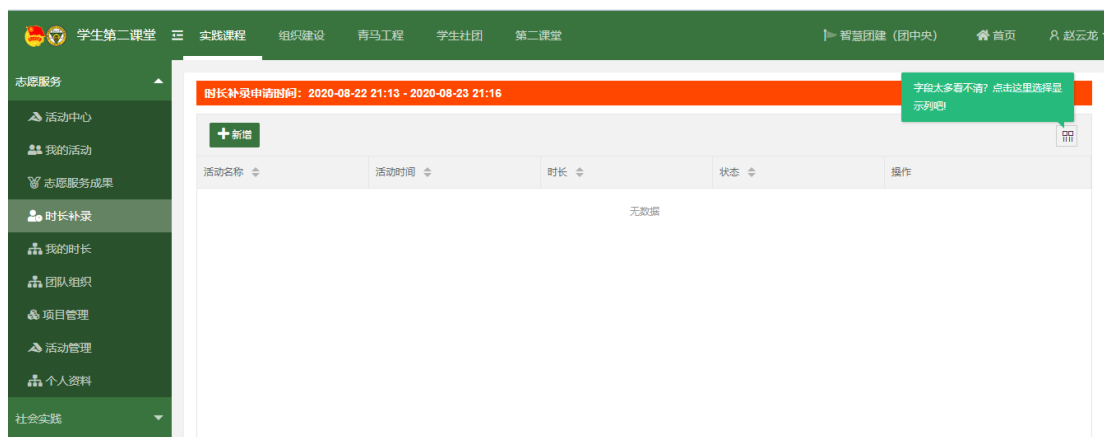 学生第二课堂 实践课程 组织建设 青马工程 学生社团 第二课堂 智慧团建（团中央） 首页 赵云龙
志愿服务
活动中心
我的活动
志愿服务成果
时长补录
我的时长
团队组织
项目管理
活动管理
个人资料
社会实践
时长补录申请时间：2020-08-22 21:13 - 2020-08-23 21:16
字段太多看不清？点击这里选择显
示列吧!
新增
活动名称 活动时间 时长 状态 操作
无数据